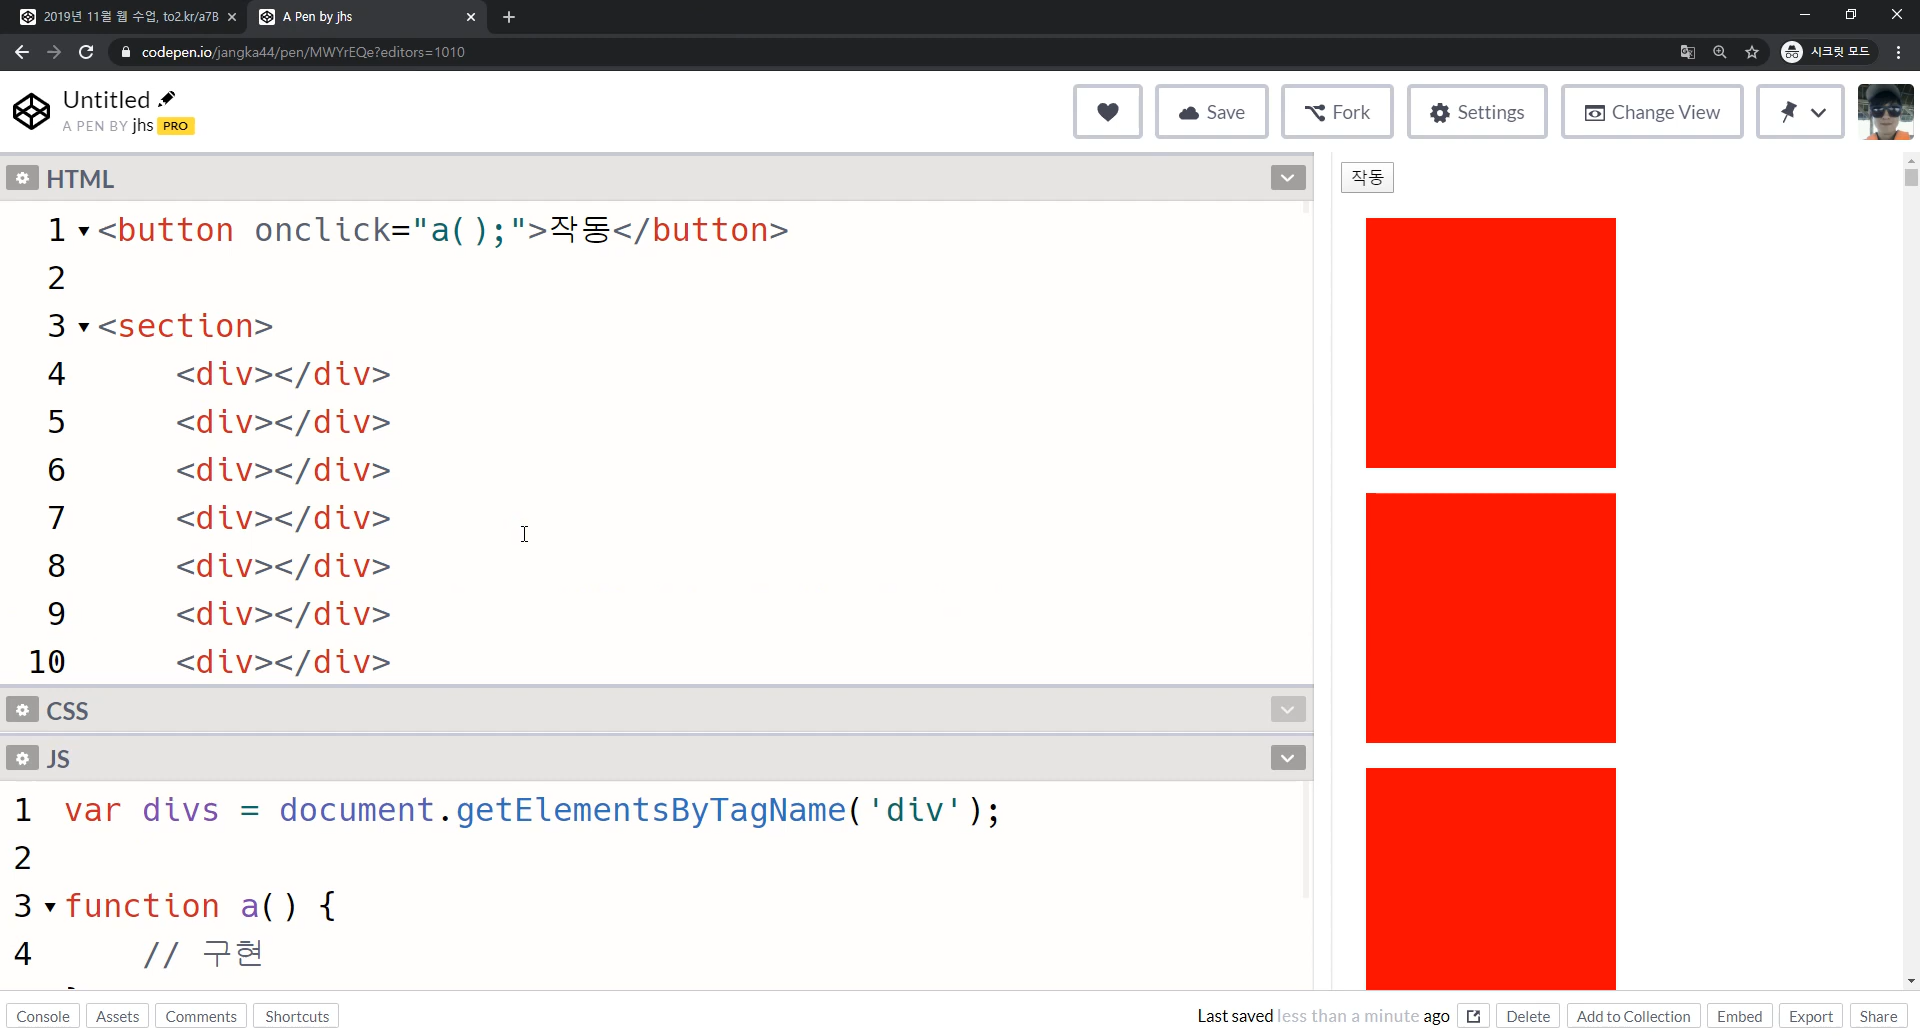 2019년 11월 웹 수업, to2.kr/a7B
A Pen by jhs
codepen.io/jangka44/pen/MWYrEQe?editors=1010
시크릿 모드
Untitled
A PEN BY jhs PRO
Save
Fork
Settings
Change View
HTML
1 <button onclick="a();">작동</button>
2
3 <section>
4 <div></div>
5 <div></div>
6 <div></div>
7 <div></div>
8 <div></div>
9 <div></div>
10 <div></div>
CSS
JS
1 var divs = document.getElementsByTagName('div');
2
3 function a() {
4 // 구현
작동
Console Assets Comments Shortcuts
Last saved less than a minute ago Delete Add to Collection Embed Export Share